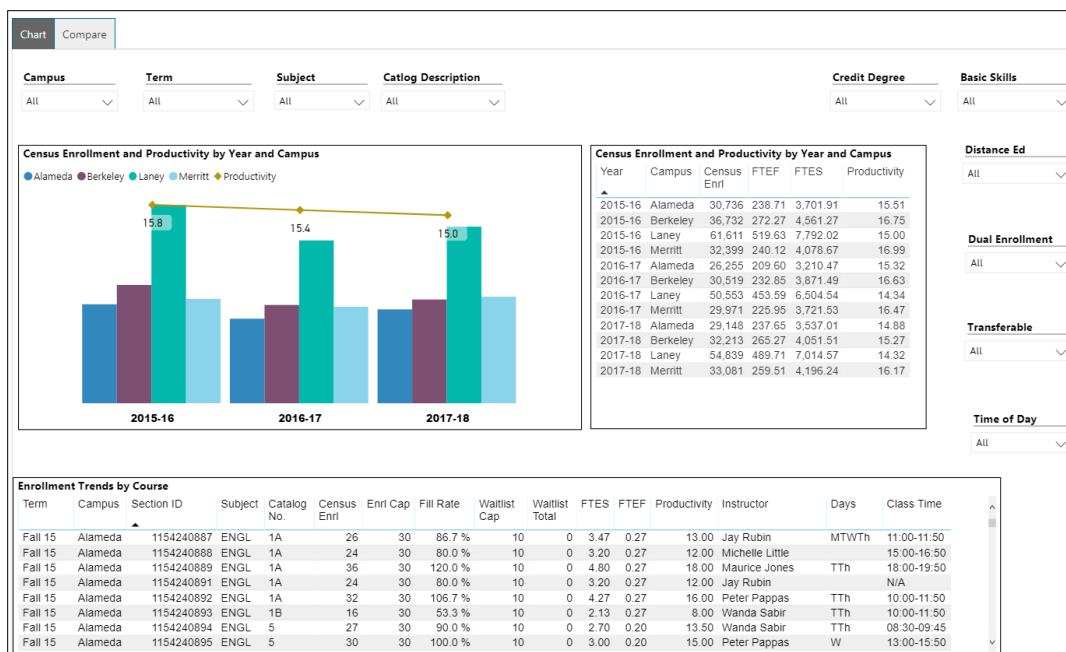 Chart Compare
Campus Term Subject Catlog Description Credit Degree Basic Skills
All All All All All All
Census Enrollment and Productivity by Year and Campus
Alameda Berkeley Laney Merritt Productivity
15.8 15.4 15.0
2015-16 2016-17 2017-18
Census Enrollment and Productivity by Year and Campus
Year Campus Census Enrl FTEF FTES Productivity
2015-16 Alameda 30,736 238.71 3,701.91 15.51
2015-16 Berkeley 36,732 272.27 4,561.27 16.75
2015-16 Laney 61,611 519.63 7,792.02 15.00
2015-16 Merritt 32,399 240.12 4,078.67 16.99
2016-17 Alameda 26,255 209.60 3,210.47 15.32
2016-17 Berkeley 30,519 232.85 3,871.49 16.63
2016-17 Laney 50,553 453.59 6,504.54 14.34
2016-17 Merritt 29,971 225.95 3,721.53 16.47
2017-18 Alameda 29,148 237.65 3,537.01 14.88
2017-18 Berkeley 32,213 265.27 4,051.51 15.27
2017-18 Laney 54,839 489.71 7,014.57 14.32
2017-18 Merritt 33,081 259.51 4,196.24 16.17
Distance Ed
All
Dual Enrollment
All
Transferable
All
Time of Day
All
Enrollment Trends by Course
Term Campus Section ID Subject Catalog No. Census Enrl Enrl Cap Fill Rate Waitlist Cap Waitlist Total FTES FTEF Productivity Instructor Days Class Time
Fall 15 Alameda 1154240887 ENGL 1A 26 30 86.7 % 10 0 3.47 0.27 13.00 Jay Rubin MTWTh 11:00-11:50
Fall 15 Alameda 1154240888 ENGL 1A 24 30 80.0 % 10 0 3.20 0.27 12.00 Michelle Little 15:00-16:50
Fall 15 Alameda 1154240889 ENGL 1A 36 30 120.0 % 10 0 4.80 0.27 18.00 Maurice Jones TTh 18:00-19:50
Fall 15 Alameda 1154240891 ENGL 1A 24 30 80.0 % 10 0 3.20 0.27 12.00 Jay Rubin N/A
Fall 15 Alameda 1154240892 ENGL 1A 32 30 106.7 % 10 0 4.27 0.27 16.00 Peter Pappas TTh 10:00-11:50
Fall 15 Alameda 1154240893 ENGL 1B 16 30 53.3 % 10 0 2.13 0.27 8.00 Wanda Sabir TTh 10:00-11:50
Fall 15 Alameda 1154240894 ENGL 5 27 30 90.0 % 10 0 2.70 0.20 13.50 Wanda Sabir TTh 08:30-09:45
Fall 15 Alameda 1154240895 ENGL 5 30 30 100.0 % 10 0 3.00 0.20 15.00 Peter Pappas W 13:00-15:50